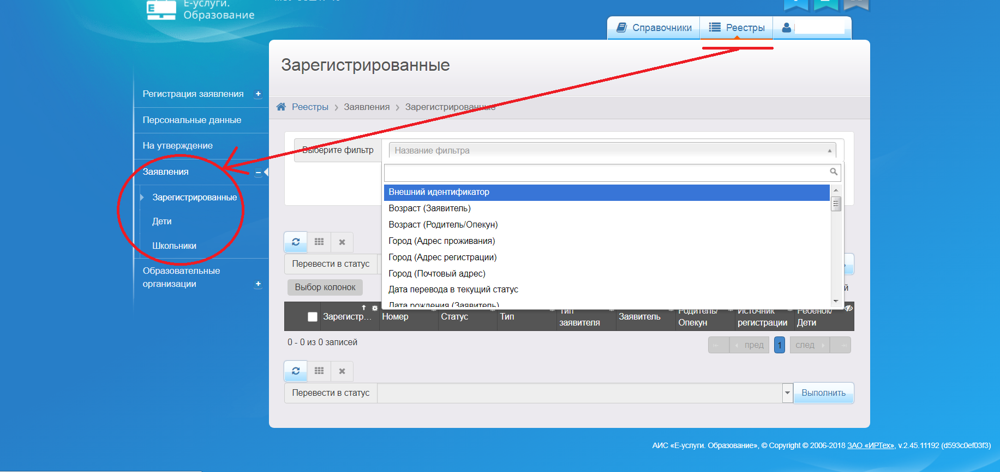 Е-услуги.
Образование
Справочники
Реестры
Зарегистрированные
Регистрация заявления
Персональные данные
На утверждение
Заявления
Зарегистрированные
Дети
Школьники
Образовательные
организации
Реестры
Заявления
Зарегистрированные
Выберите фильтр
Название фильтра
Внешний идентификатор
Возраст (Заявитель)
Возраст (Родитель/Опекун)
Город (Адрес проживания)
Город (Адрес регистрации)
Город (Почтовый адрес)
Дата перевода в текущий статус
Дата рождения (Заявитель)
Перевести в статус
Выбор колонок
й
Зарегистр...
Номер
Статус
Тип
Тип
заявителя
Заявитель
Родитель/
Опекун
Источник
регистрации
Ребенок/
Дети
0 - 0 из 0 записей
пред
1
след
Перевести в статус
Выполнить
АИС «Е-услуги. Образование», © Copyright © 2006-2018 ЗАО «ИРТех», v.2.45.11192 (d593c0ef03f3)